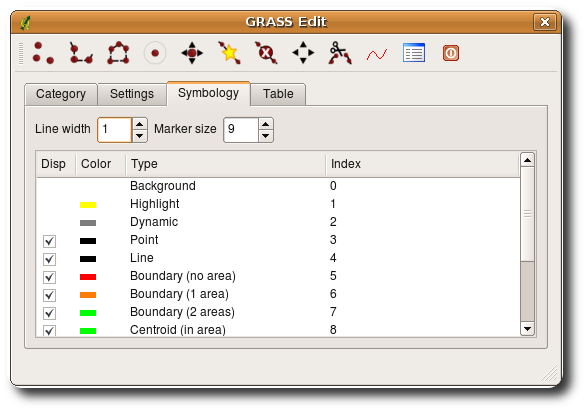 GRASS Edit
Category Settings Symbology Table
Line width 1 Marker size 9
Disp Color Type Index
Background 0
Highlight 1
Dynamic 2
Point 3
Line 4
Boundary (no area) 5
Boundary (1 area) 6
Boundary (2 areas) 7
Centroid (in area) 8